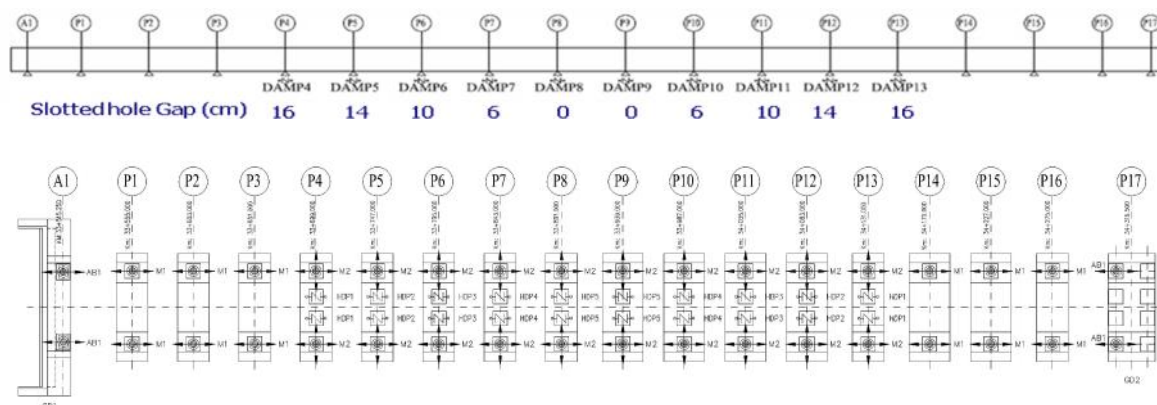 A1 P1 P2 P3 P4 P5 P6 P7 P8 P9 P10 P11 P12 P13 P14 P15 P16 P17
DAMP4 DAMP5 DAMP6 DAMP7 DAMP8 DAMP9 DAMP10 DAMP11 DAMP12 DAMP13
Slotted hole Gap (cm) 16 14 10 6 0 0 6 10 14 16
A1 P1 P2 P3 P4 P5 P6 P7 P8 P9 P10 P11 P12 P13 P14 P15 P16 P17
AB1 M1 M1 M1 M2 M2 M2 M2 M2 M2 M2 M2 M2 M2 M1 M1 M1 AB1
HDP1 HDP2 HDP3 HDP4 HDP5 HDP5 HDP4 HDP3 HDP2 HDP1
HDP1 HDP2 HDP3 HDP4 HDP5 HDP5 HDP4 HDP3 HDP2 HDP1
AB1 M1 M1 M1 M2 M2 M2 M2 M2 M2 M2 M2 M2 M2 M1 M1 M1 AB1
GD2